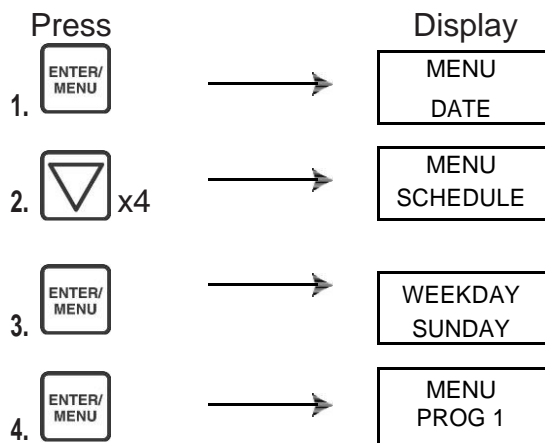 Press Display
1. ENTER/
MENU
MENU
DATE
2. x4
MENU
SCHEDULE
3. ENTER/
MENU
WEEKDAY
SUNDAY
4. ENTER/
MENU
MENU
PROG 1